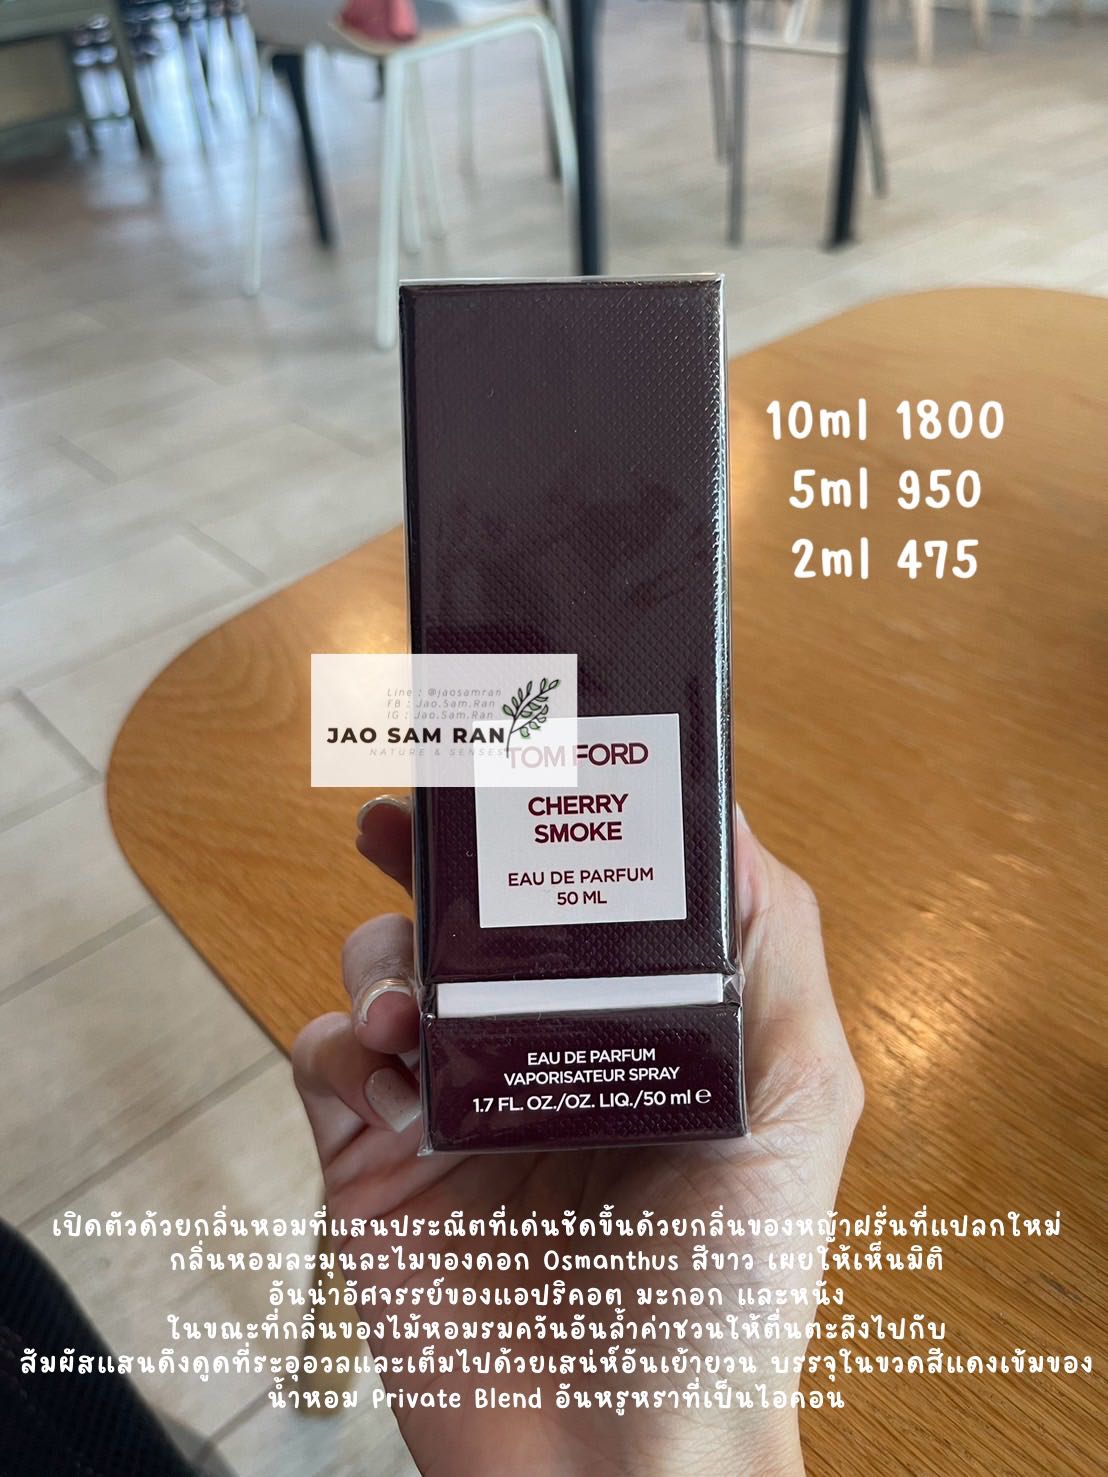 10ml 1800
5ml 950
2ml 475
Line : @jaosamran
FB : Jao.Sam.Ran
IG : Jao.Sam.Ran
JAO SAM RAN
NATURE & SENSES
TOM FORD
CHERRY
SMOKE
EAU DE PARFUM
50 ML
EAU DE PARFUM
VAPORISATEUR SPRAY
1.7 FL. OZ./OZ. LIQ./50 ml ℮
เปิดตัวด้วยกลิ่นหอมที่แสนประณีตที่เด่นชัดขึ้นด้วยกลิ่นของหญ้าฝรั่นที่แปลกใหม่
กลิ่นหอมละมุนละไมของดอก Osmanthus สีขาว เผยให้เห็นมิติ
อันน่าอัศจรรย์ของแอปริคอต มะกอก และหนัง
ในขณะที่กลิ่นของไม้หอมรมควันอันล้ำค่าชวนให้ตื่นตะลึงไปกับ
สัมผัสแสนดึงดูดที่ระอุอวลและเต็มไปด้วยเสน่ห์อันเย้ายวน บรรจุในขวดสีแดงเข้มของ
น้ำหอม Private Blend อันหรูหราที่เป็นไอคอน